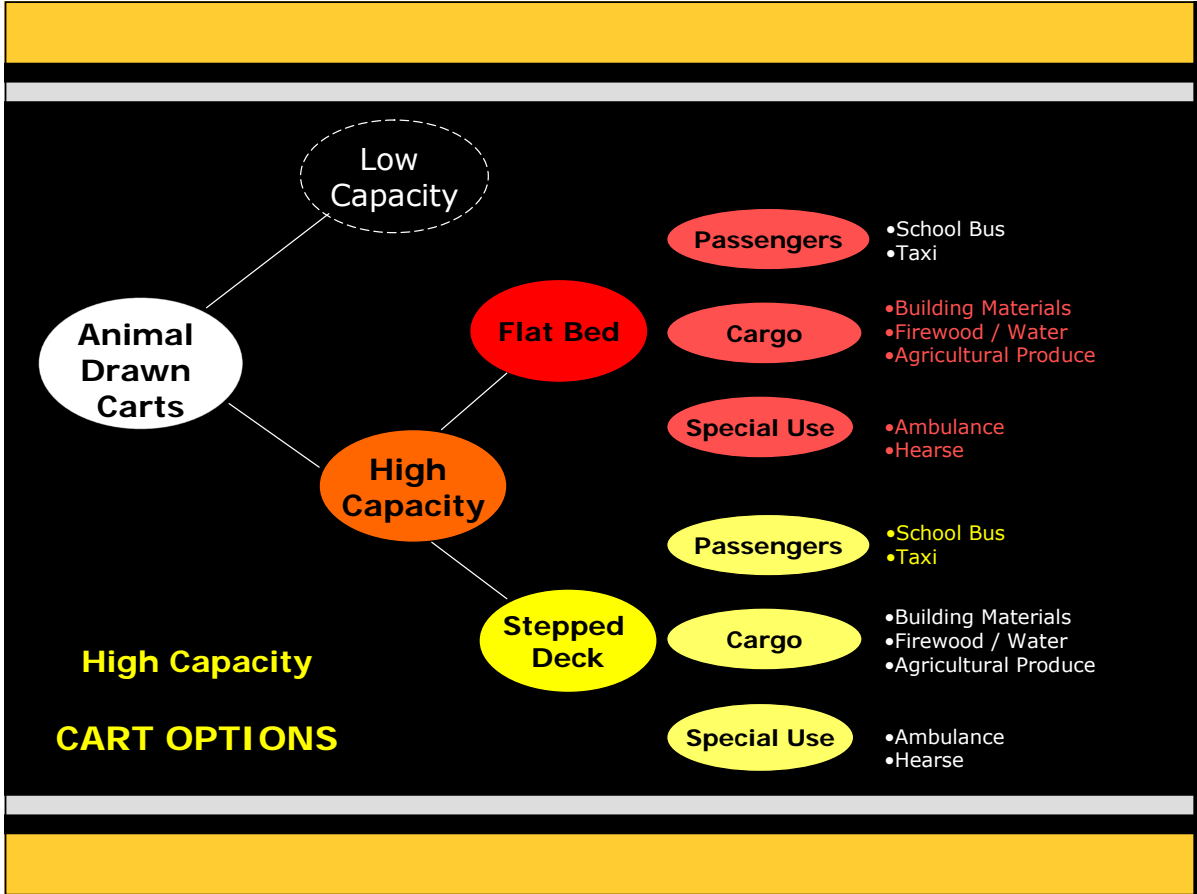 Low
Capacity
Animal
Drawn
Carts
High
Capacity
Flat Bed
Passengers
•School Bus
•Taxi
Cargo
•Building Materials
•Firewood / Water
•Agricultural Produce
Special Use
•Ambulance
•Hearse
Stepped
Deck
Passengers
•School Bus
•Taxi
Cargo
•Building Materials
•Firewood / Water
•Agricultural Produce
Special Use
•Ambulance
•Hearse
High Capacity
CART OPTIONS